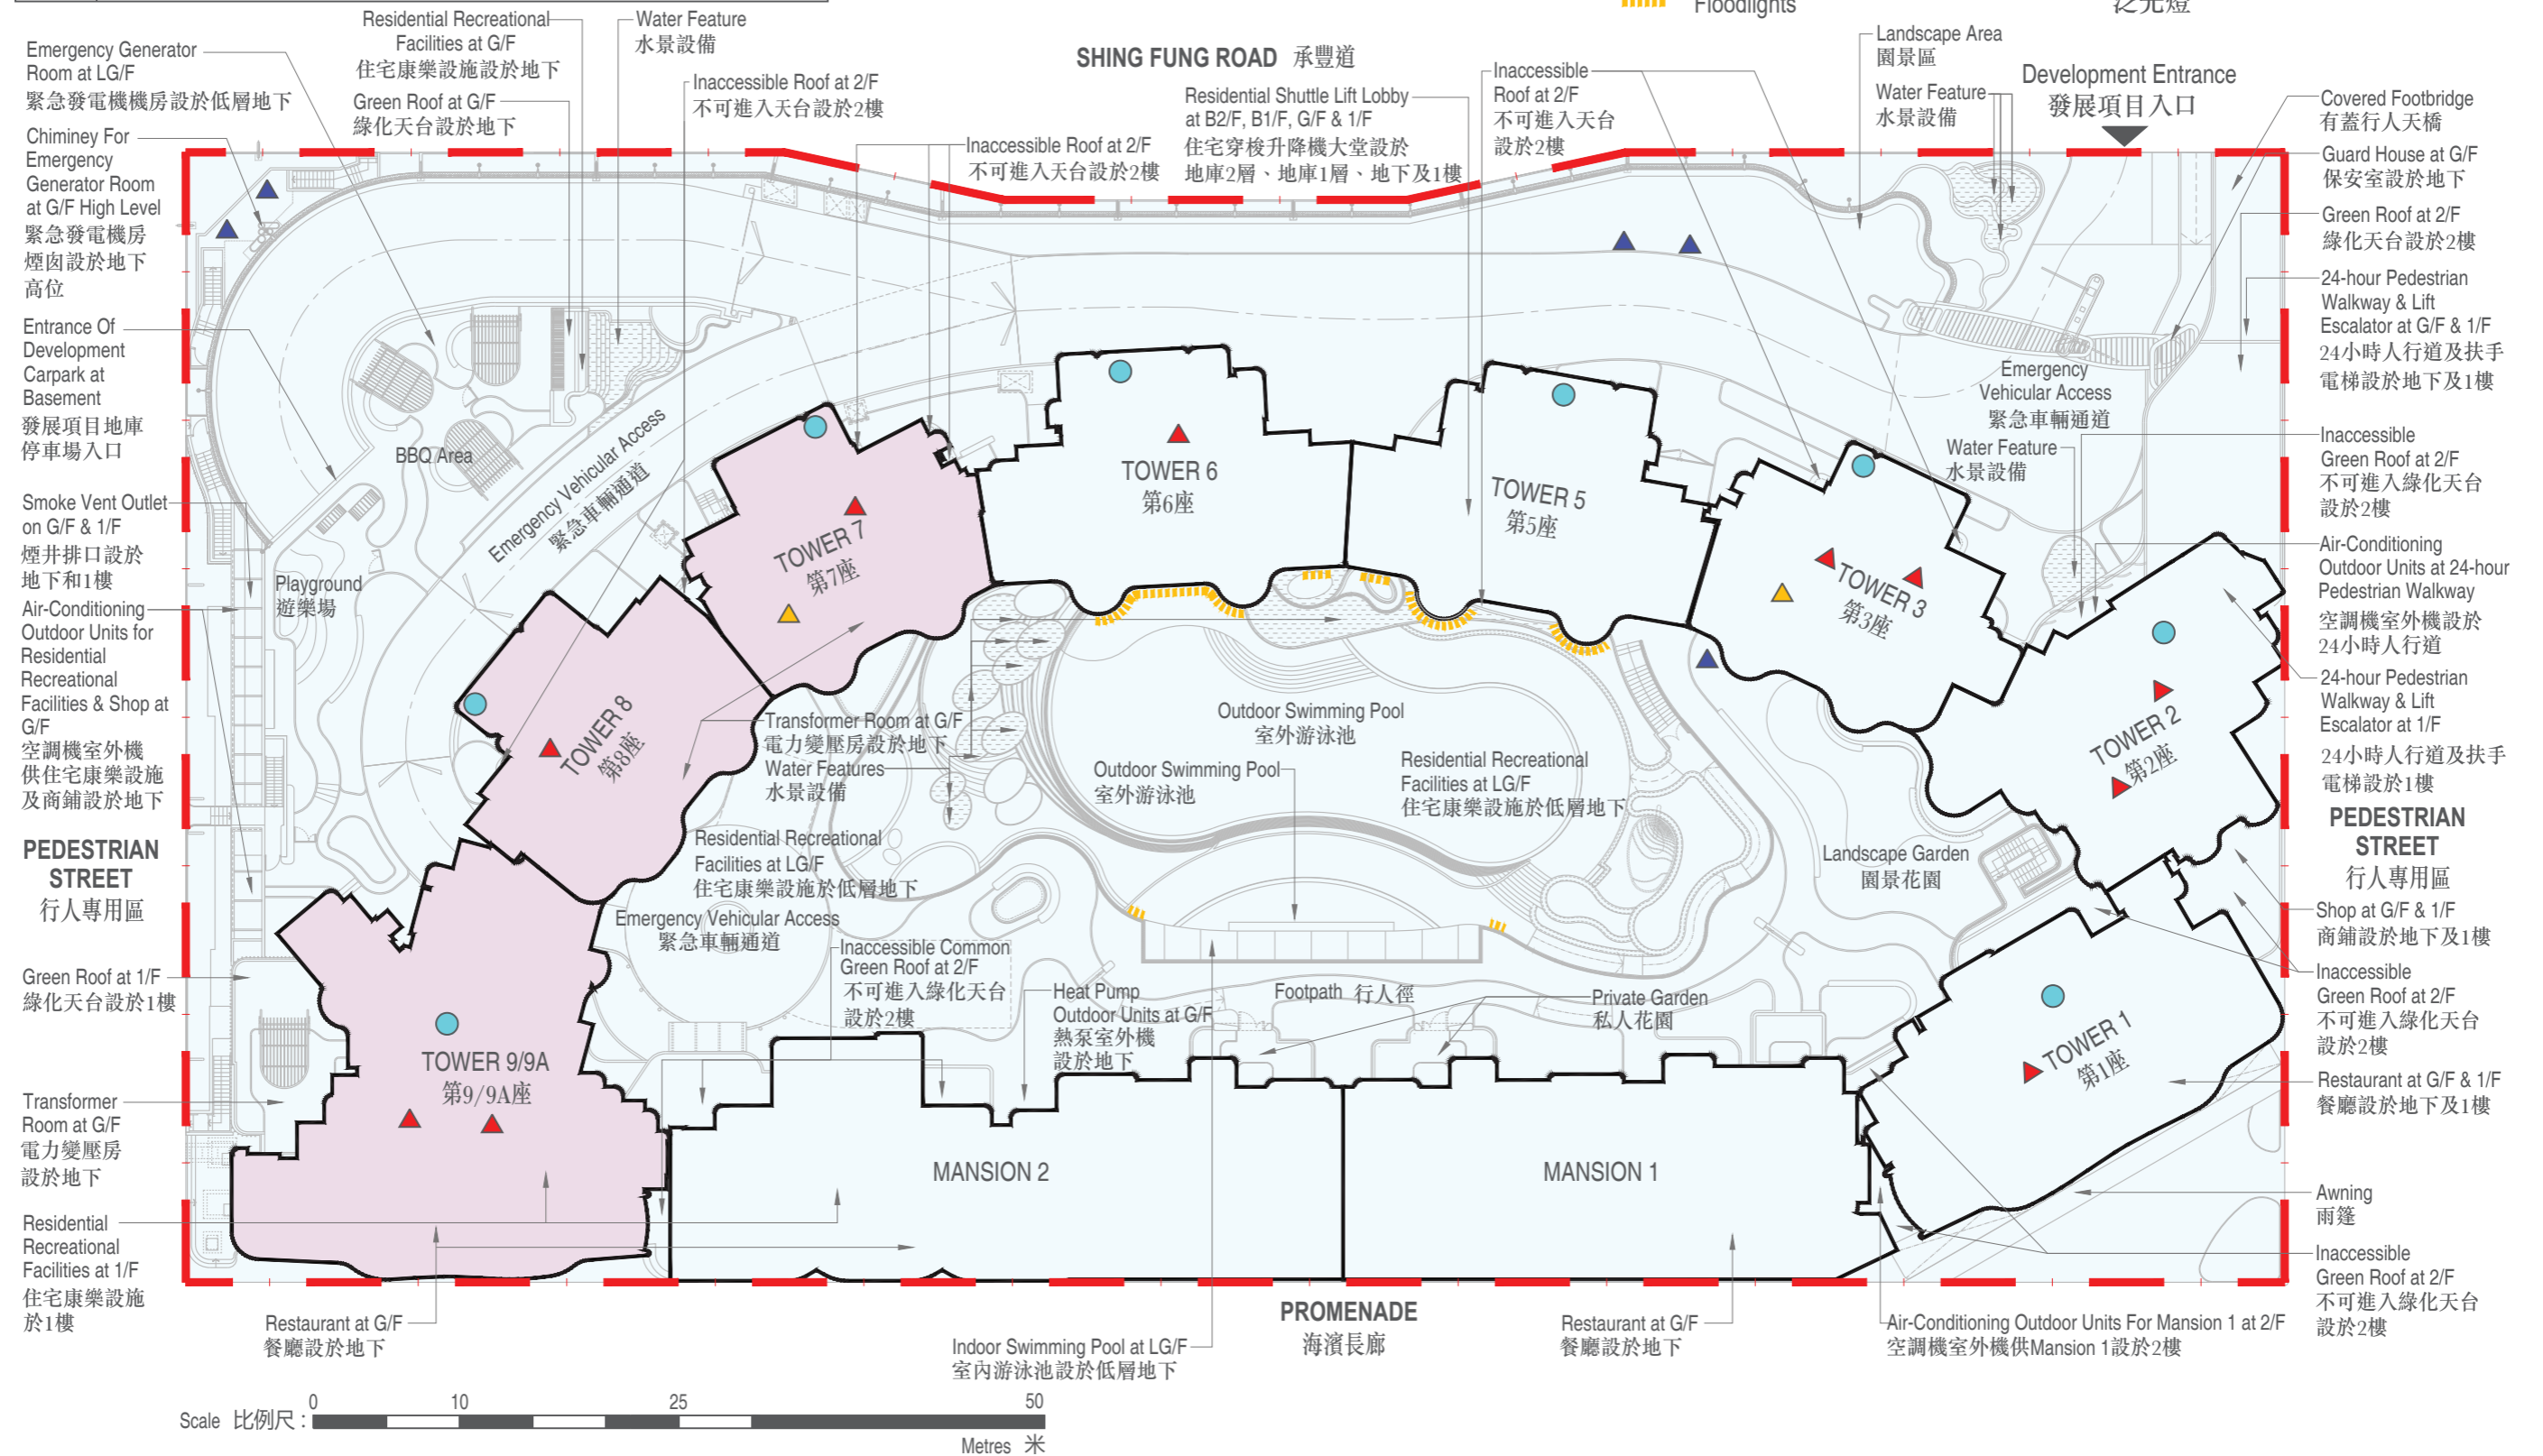 Floodlights
泛光燈
Emergency Generator
Room at LG/F
緊急發電機機房設於低層地下
Residential Recreational
Facilities at G/F
住宅康樂設施設於地下
Water Feature
水景設備
Green Roof at G/F
綠化天台設於地下
Inaccessible Roof at 2/F
不可進入天台設於2樓
SHING FUNG ROAD 承豐道
Inaccessible Roof at 2/F
不可進入天台設於2樓
Residential Shuttle Lift Lobby
at B2/F, B1/F, G/F & 1/F
住宅穿梭升降機大堂設於
地庫2層、地庫1層、地下及1樓
Inaccessible
Roof at 2/F
不可進入天台
設於2樓
Landscape Area
園景區
Water Feature
水景設備
Development Entrance
發展項目入口
Covered Footbridge
有蓋行人天橋
Guard House at G/F
保安室設於地下
Green Roof at 2/F
綠化天台設於2樓
24-hour Pedestrian
Walkway & Lift
Escalator at G/F & 1/F
24小時人行道及扶手
電梯設於地下及1樓
Inaccessible
Green Roof at 2/F
不可進入綠化天台
設於2樓
Air-Conditioning
Outdoor Units at 24-hour
Pedestrian Walkway
空調機室外機設於
24小時人行道
24-hour Pedestrian
Walkway & Lift
Escalator at 1/F
24小時人行道及扶手
電梯設於1樓
PEDESTRIAN
STREET
行人專用區
Shop at G/F & 1/F
商鋪設於地下及1樓
Inaccessible
Green Roof at 2/F
不可進入綠化天台
設於2樓
Restaurant at G/F & 1/F
餐廳設於地下及1樓
Awning
雨篷
Inaccessible
Green Roof at 2/F
不可進入綠化天台
設於2樓
Chiminey For
Emergency
Generator Room
at G/F High Level
緊急發電機房
煙囪設於地下
高位
Entrance Of
Development
Carpark at
Basement
發展項目地庫
停車場入口
Smoke Vent Outlet
on G/F & 1/F
煙井排口設於
地下和1樓
Air-Conditioning
Outdoor Units for
Residential
Recreational
Facilities & Shop at
G/F
空調機室外機
供住宅康樂設施
及商鋪設於地下
PEDESTRIAN
STREET
行人專用區
Green Roof at 1/F
綠化天台設於1樓
Transformer
Room at G/F
電力變壓房
設於地下
Residential
Recreational
Facilities at 1/F
住宅康樂設施
於1樓
BBQ Area
Emergency Vehicular Access
緊急車輛通道
Playground
遊樂場
TOWER 6
第6座
TOWER 5
第5座
TOWER 7
第7座
TOWER 3
第3座
TOWER 8
第8座
TOWER 2
第2座
Emergency
Vehicular Access
緊急車輛通道
Water Feature
水景設備
Transformer Room at G/F
電力變壓房設於地下
Water Features
水景設備
Outdoor Swimming Pool
室外游泳池
Outdoor Swimming Pool
室外游泳池
Residential Recreational
Facilities at LG/F
住宅康樂設施於低層地下
Residential Recreational
Facilities at LG/F
住宅康樂設施於低層地下
Emergency Vehicular Access
緊急車輛通道
Landscape Garden
園景花園
Inaccessible Common
Green Roof at 2/F
不可進入綠化天台
設於2樓
Heat Pump
Outdoor Units at G/F
熱泵室外機
設於地下
Footpath 行人徑
Private Garden
私人花園
TOWER 9/9A
第9/9A座
TOWER 1
第1座
MANSION 2
MANSION 1
Restaurant at G/F
餐廳設於地下
Indoor Swimming Pool at LG/F
室內游泳池設於低層地下
PROMENADE
海濱長廊
Restaurant at G/F
餐廳設於地下
Air-Conditioning Outdoor Units For Mansion 1 at 2/F
空調機室外機供Mansion 1設於2樓
Scale 比例尺 :
0 10 25 50
Metres 米